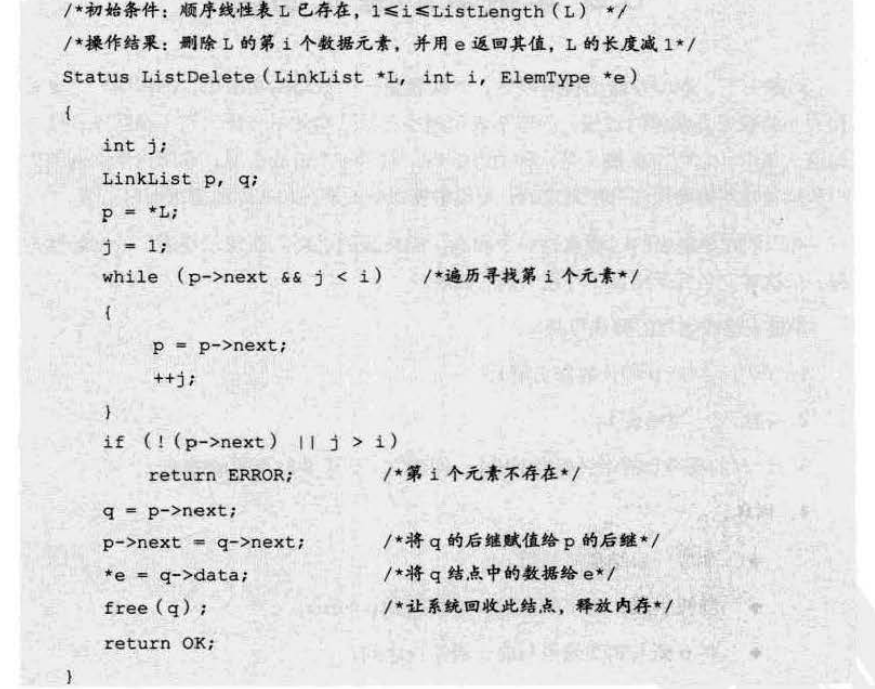 /*初始条件：顺序线性表 L 已存在，1≤i≤ListLength(L) */
/*操作结果：删除 L 的第 i 个数据元素，并用 e 返回其值，L 的长度减 1*/
Status ListDelete(LinkList *L, int i, ElemType *e)
{
    int j;
    LinkList p, q;
    p = *L;
    j = 1;
    while (p->next && j < i)    /*遍历寻找第 i 个元素*/
    {
        p = p->next;
        ++j;
    }
    if (!(p->next) || j > i)
        return ERROR;           /*第 i 个元素不存在*/
    q = p->next;
    p->next = q->next;          /*将 q 的后继赋值给 p 的后继*/
    *e = q->data;               /*将 q 结点中的数据给 e*/
    free(q);                    /*让系统回收此结点，释放内存*/
    return OK;
}